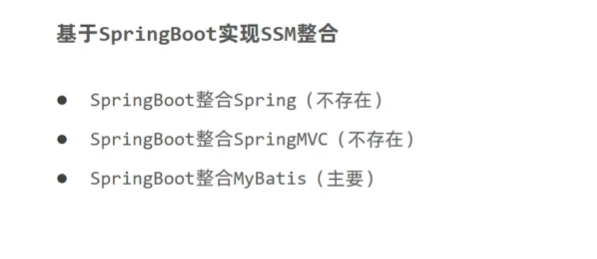 基于SpringBoot实现SSM整合
● SpringBoot整合Spring（不存在）
● SpringBoot整合SpringMVC（不存在）
● SpringBoot整合MyBatis（主要）